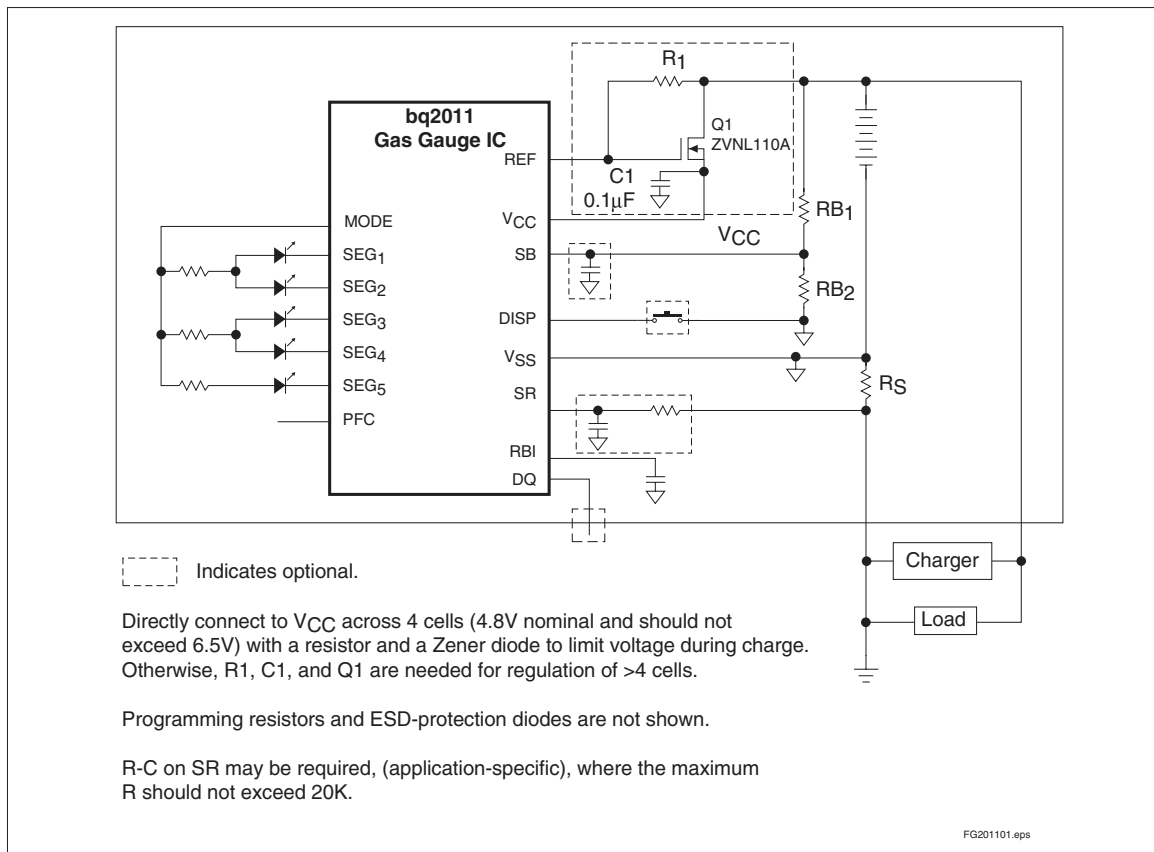 bq2011
Gas Gauge IC
R1
Q1
ZVNL110A
REF
C1
0.1µF
VCC
VCC
MODE
SEG1
SEG2
SEG3
SEG4
SEG5
PFC
SB
DISP
VSS
SR
RBI
DQ
RB1
RB2
RS
Charger
Load
Indicates optional.
Directly connect to VCC across 4 cells (4.8V nominal and should not
exceed 6.5V) with a resistor and a Zener diode to limit voltage during charge.
Otherwise, R1, C1, and Q1 are needed for regulation of >4 cells.
Programming resistors and ESD-protection diodes are not shown.
R-C on SR may be required, (application-specific), where the maximum
R should not exceed 20K.
FG201101.eps